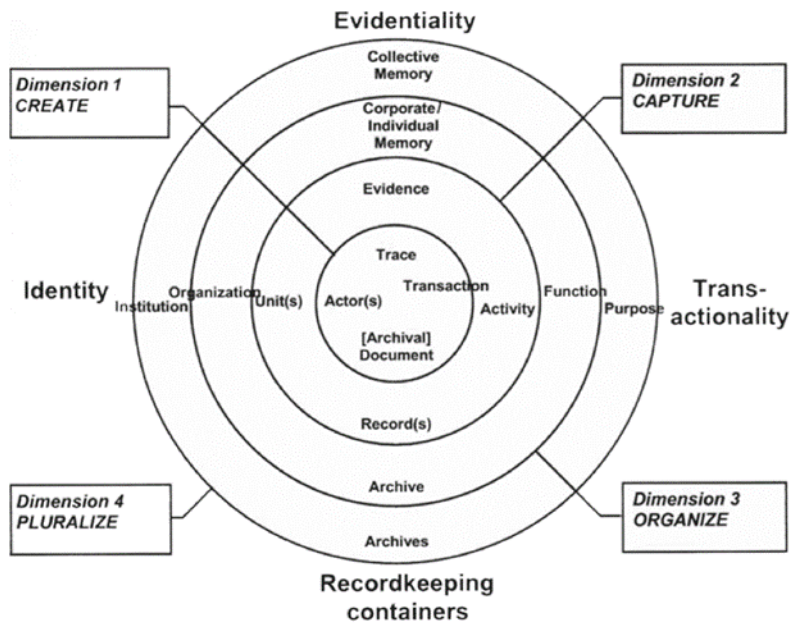 Evidentiality
Collective
Memory
Dimension 1
CREATE
Dimension 2
CAPTURE
Corporate/
Individual
Memory
Evidence
Trace
Identity
Institution
Organization
Unit(s)
Actor(s)
Transaction
Activity
Function
Purpose
Trans-
actionality
[Archival]
Document
Record(s)
Archive
Dimension 4
PLURALIZE
Dimension 3
ORGANIZE
Archives
Recordkeeping
containers